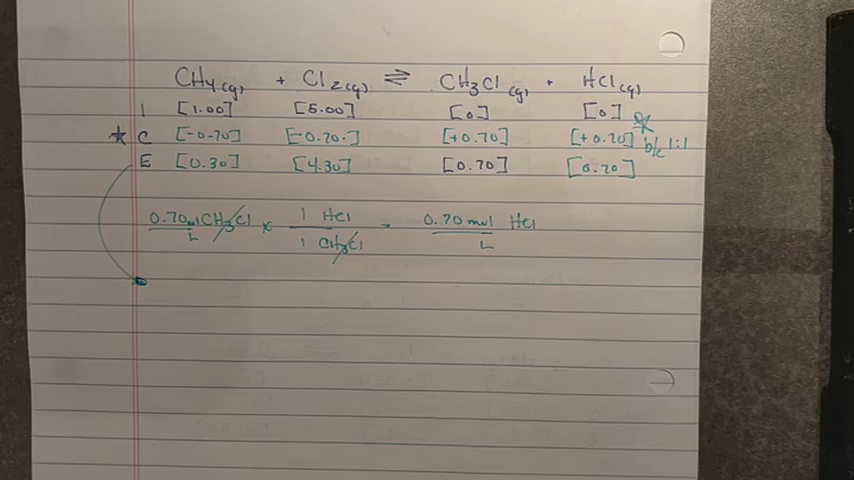 CH4(g) + Cl2(g) ⇌ CH3Cl(g) + HCl(g)
I [1.00] [5.00] [0] [0]
★ C [-0.70] [-0.70] [+0.70] [+0.70] b/c 1:1
E [0.30] [4.30] [0.70] [0.70]
0.70 mol CH3Cl / L × 1 HCl / 1 CH3Cl = 0.70 mol HCl / L